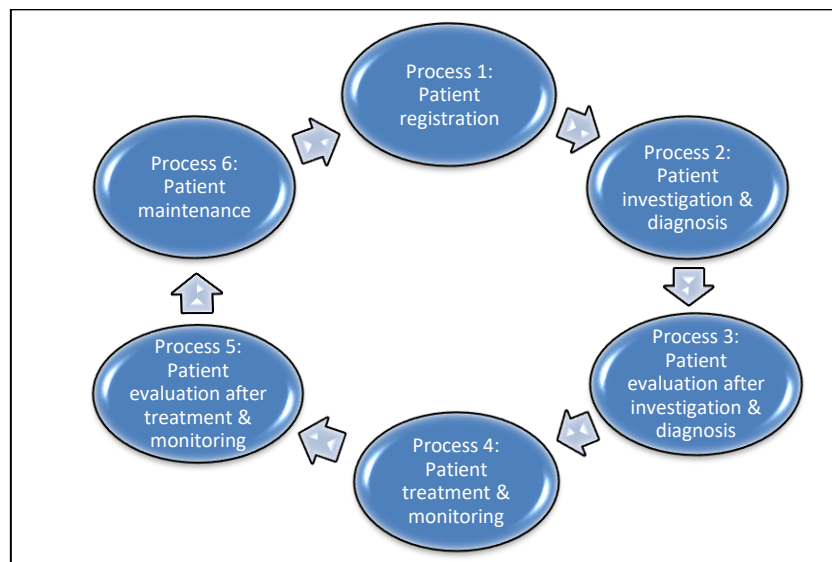 Process 1:
Patient
registration
Process 2:
Patient
investigation &
diagnosis
Process 3:
Patient
evaluation after
investigation &
diagnosis
Process 4:
Patient
treatment &
monitoring
Process 5:
Patient
evaluation after
treatment &
monitoring
Process 6:
Patient
maintenance